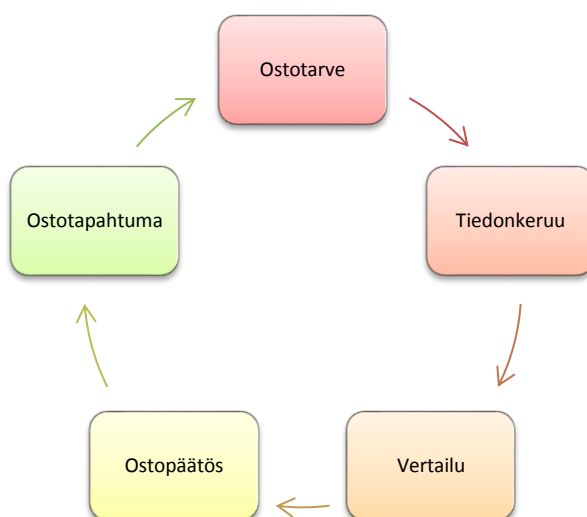 Ostotarve
Tiedonkeruu
Vertailu
Ostopäätös
Ostotapahtuma